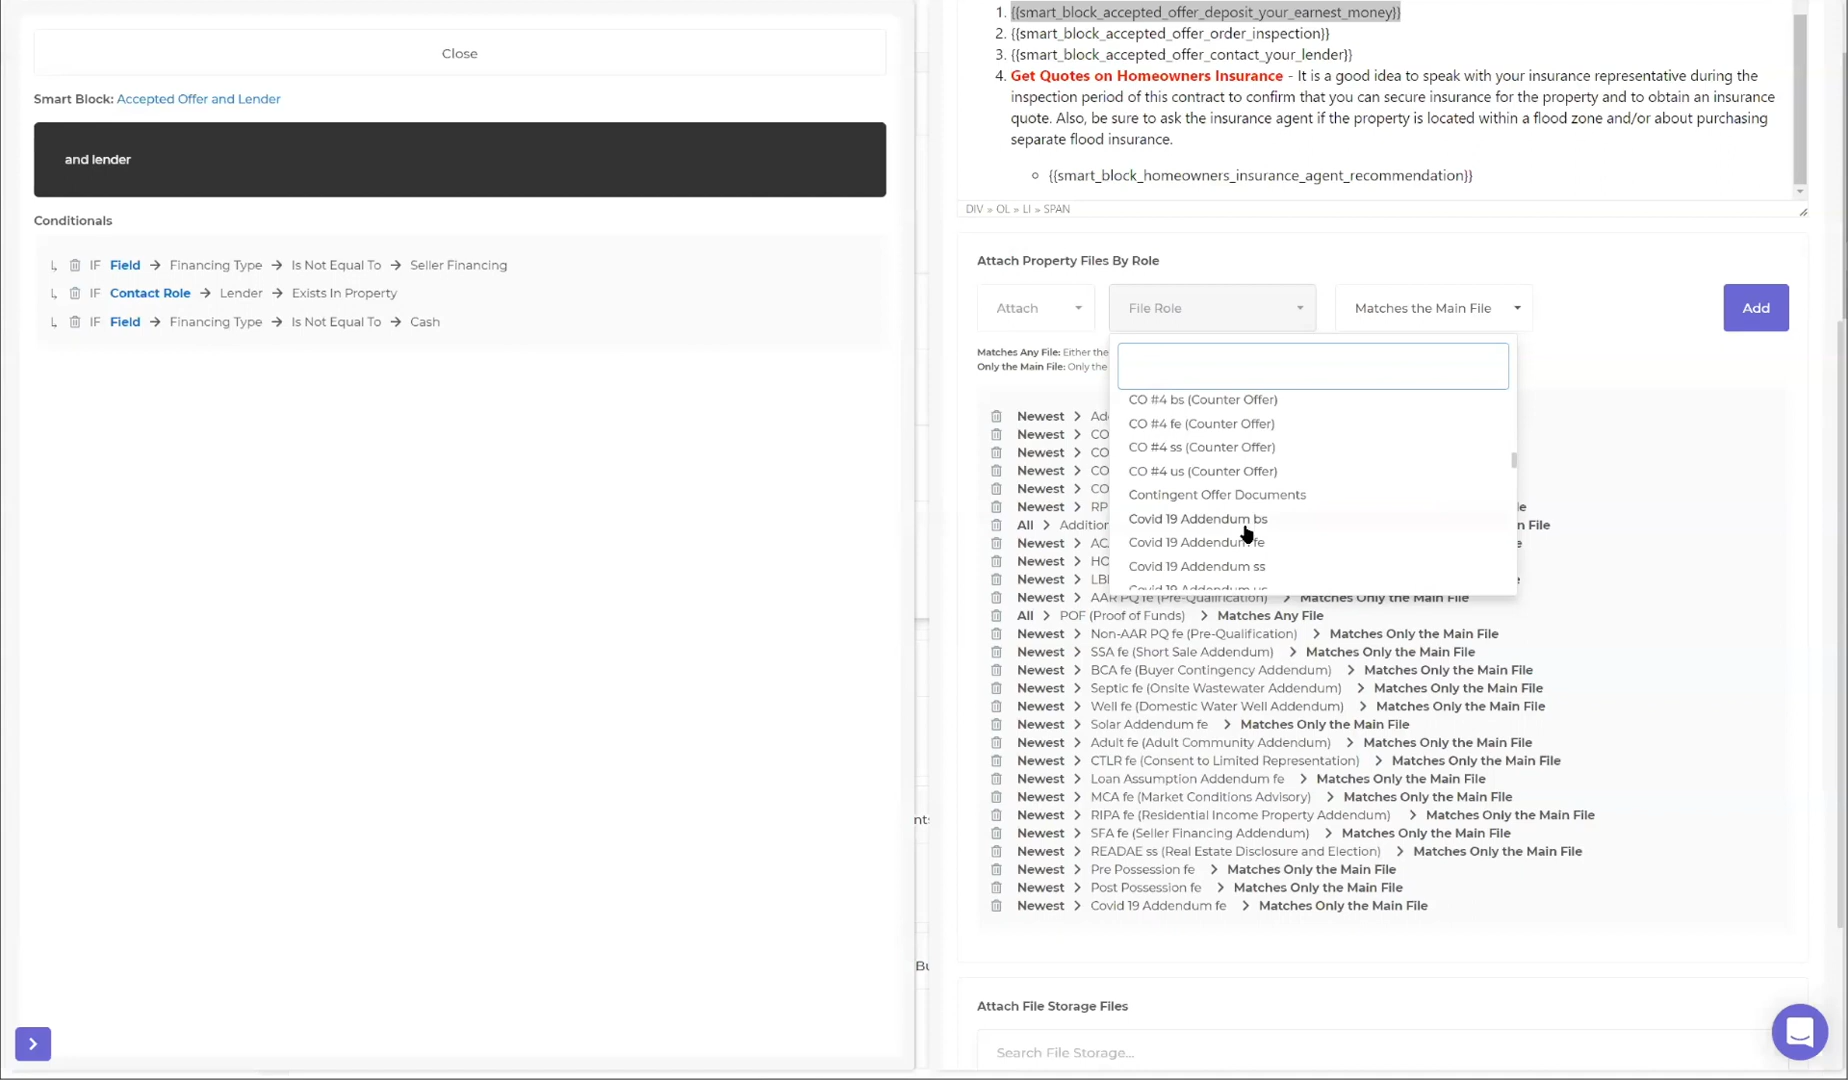 Close
Smart Block: Accepted Offer and Lender
and lender
Conditionals
IF Field → Financing Type → Is Not Equal To → Seller Financing
IF Contact Role → Lender → Exists In Property
IF Field → Financing Type → Is Not Equal To → Cash
1. {{smart_block_accepted_offer_deposit_your_earnest_money}}
2. {{smart_block_accepted_offer_order_inspection}}
3. {{smart_block_accepted_offer_contact_your_lender}}
4. Get Quotes on Homeowners Insurance - It is a good idea to speak with your insurance representative during the
inspection period of this contract to confirm that you can secure insurance for the property and to obtain an insurance
quote. Also, be sure to ask the insurance agent if the property is located within a flood zone and/or about purchasing
separate flood insurance.
{{smart_block_homeowners_insurance_agent_recommendation}}
DIV » OL » LI » SPAN
Attach Property Files By Role
Attach
File Role
Matches the Main File
Add
Matches Any File: Either the
Only the Main File: Only the
CO #4 bs (Counter Offer)
CO #4 fe (Counter Offer)
CO #4 ss (Counter Offer)
CO #4 us (Counter Offer)
Contingent Offer Documents
Covid 19 Addendum bs
Covid 19 Addendum fe
Covid 19 Addendum ss
Covid 19 Addendum us
Newest > Ad
Newest > CO
Newest > CO
Newest > CO
Newest > CO
Newest > RP le
All > Addition n File
Newest > AC e
Newest > HO
Newest > LB e
Newest > AAR PQ fe (Pre-Qualification) > Matches Only the Main File
All > POF (Proof of Funds) > Matches Any File
Newest > Non-AAR PQ fe (Pre-Qualification) > Matches Only the Main File
Newest > SSA fe (Short Sale Addendum) > Matches Only the Main File
Newest > BCA fe (Buyer Contingency Addendum) > Matches Only the Main File
Newest > Septic fe (Onsite Wastewater Addendum) > Matches Only the Main File
Newest > Well fe (Domestic Water Well Addendum) > Matches Only the Main File
Newest > Solar Addendum fe > Matches Only the Main File
Newest > Adult fe (Adult Community Addendum) > Matches Only the Main File
Newest > CTLR fe (Consent to Limited Representation) > Matches Only the Main File
Newest > Loan Assumption Addendum fe > Matches Only the Main File
Newest > MCA fe (Market Conditions Advisory) > Matches Only the Main File
Newest > RIPA fe (Residential Income Property Addendum) > Matches Only the Main File
Newest > SFA fe (Seller Financing Addendum) > Matches Only the Main File
Newest > READAE ss (Real Estate Disclosure and Election) > Matches Only the Main File
Newest > Pre Possession fe > Matches Only the Main File
Newest > Post Possession fe > Matches Only the Main File
Newest > Covid 19 Addendum fe > Matches Only the Main File
Attach File Storage Files
Search File Storage...